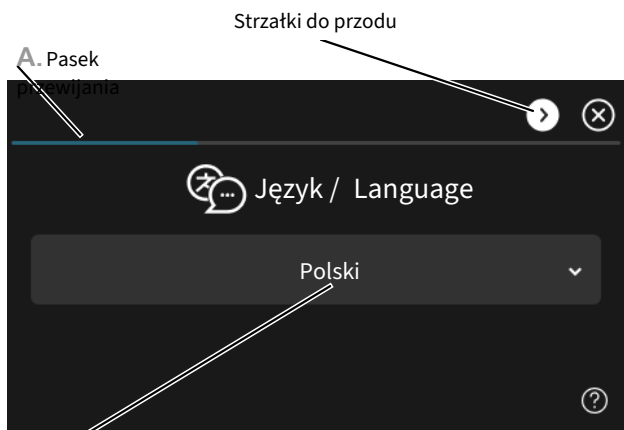 Strzałki do przodu
A. Pasek
przewijania
Język / Language
Polski